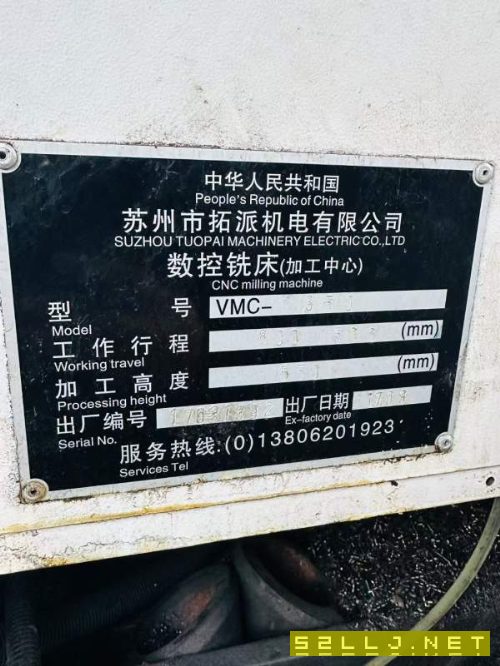 中华人民共和国
People's Republic of China
苏州市拓派机电有限公司
SUZHOU TUOPAI MACHINERY ELECTRIC CO.,LTD
数控铣床(加工中心)
CNC milling machine
型 号 VMC-
Model
工作行程 (mm)
Working travel
加工高度 (mm)
Processing height
出厂编号 出厂日期
Serial No. Ex-factory date
服务热线:(0)13806201923
Services Tel
52LLJ.NET